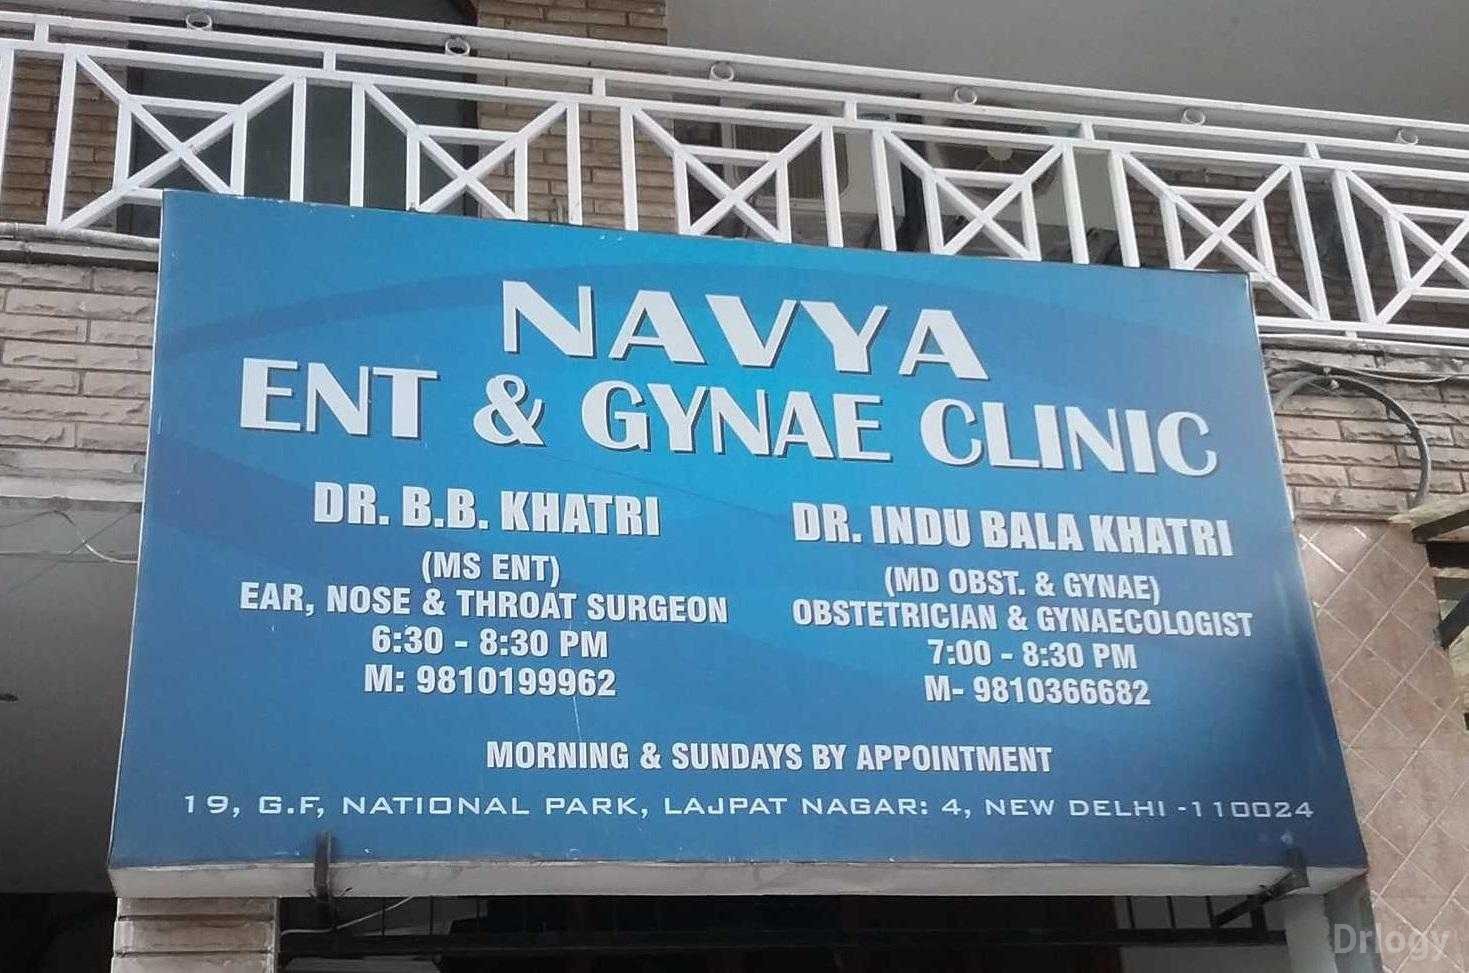 NAVYA
ENT & GYNAE CLINIC
DR. B.B. KHATRI
(MS ENT)
EAR, NOSE & THROAT SURGEON
6:30 - 8:30 PM
M: 9810199962
DR. INDU BALA KHATRI
(MD OBST. & GYNAE)
OBSTETRICIAN & GYNAECOLOGIST
7:00 - 8:30 PM
M- 9810366682
MORNING & SUNDAYS BY APPOINTMENT
19, G.F, NATIONAL PARK, LAJPAT NAGAR: 4, NEW DELHI -110024
Drlogy